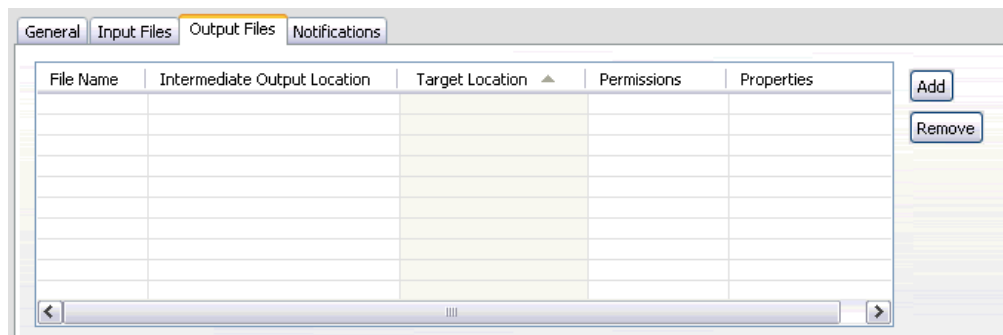 General Input Files Output Files Notifications
File Name Intermediate Output Location Target Location Permissions Properties
Add
Remove